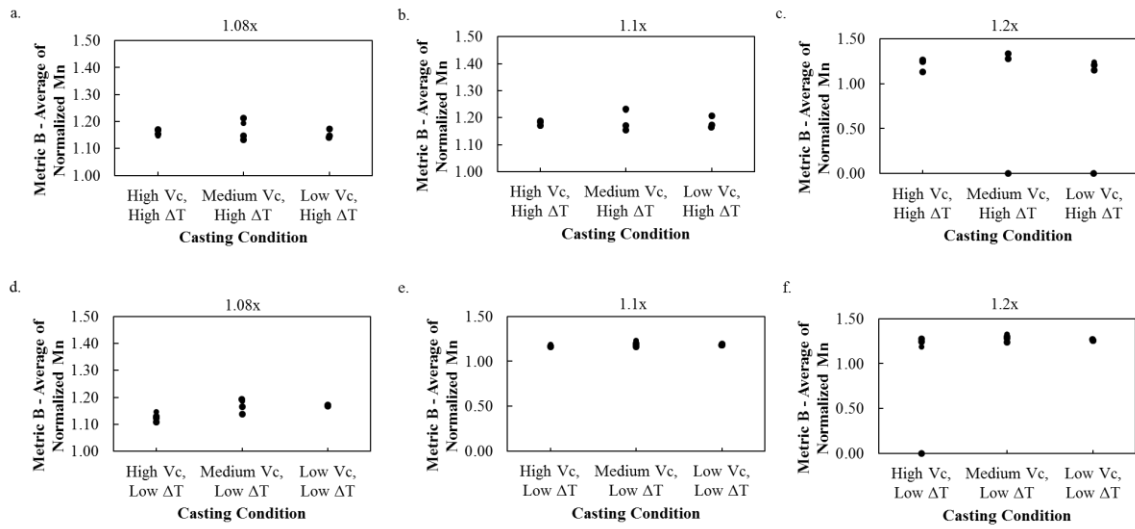 a.
1.08x
Metric B - Average of
Normalized Mn
1.50
1.40
1.30
1.20
1.10
1.00
High Vc,
High ΔT
Medium Vc,
High ΔT
Low Vc,
High ΔT
Casting Condition
b.
1.1x
Metric B - Average of
Normalized Mn
1.50
1.40
1.30
1.20
1.10
1.00
High Vc,
High ΔT
Medium Vc,
High ΔT
Low Vc,
High ΔT
Casting Condition
c.
1.2x
Metric B - Average of
Normalized Mn
1.50
1.00
0.50
0.00
High Vc,
High ΔT
Medium Vc,
High ΔT
Low Vc,
High ΔT
Casting Condition
d.
1.08x
Metric B - Average of
Normalized Mn
1.50
1.40
1.30
1.20
1.10
1.00
High Vc,
Low ΔT
Medium Vc,
Low ΔT
Low Vc,
Low ΔT
Casting Condition
e.
1.1x
Metric B - Average of
Normalized Mn
1.50
1.00
0.50
0.00
High Vc,
Low ΔT
Medium Vc,
Low ΔT
Low Vc,
Low ΔT
Casting Condition
f.
1.2x
Metric B - Average of
Normalized Mn
1.50
1.00
0.50
0.00
High Vc,
Low ΔT
Medium Vc,
Low ΔT
Low Vc,
Low ΔT
Casting Condition